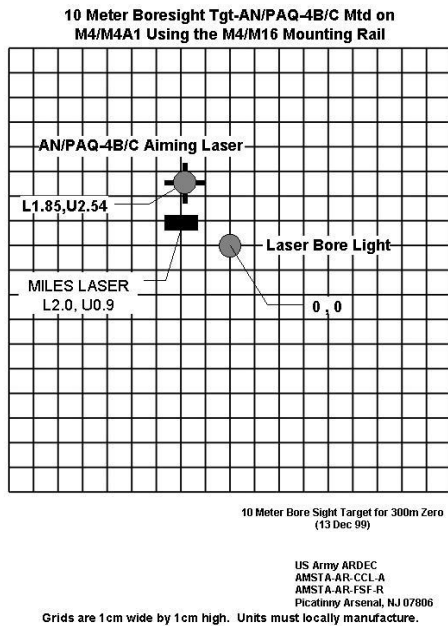 10 Meter Boresight Tgt-AN/PAQ-4B/C Mtd on
M4/M4A1 Using the M4/M16 Mounting Rail
AN/PAQ-4B/C Aiming Laser
L1.85,U2.54
Laser Bore Light
MILES LASER
L2.0, U0.9
0 , 0
10 Meter Bore Sight Target for 300m Zero
(13 Dec 99)
US Army ARDEC
AMSTA-AR-CCL-A
AMSTA-AR-FSF-R
Picatinny Arsenal, NJ 07806
Grids are 1cm wide by 1cm high. Units must locally manufacture.